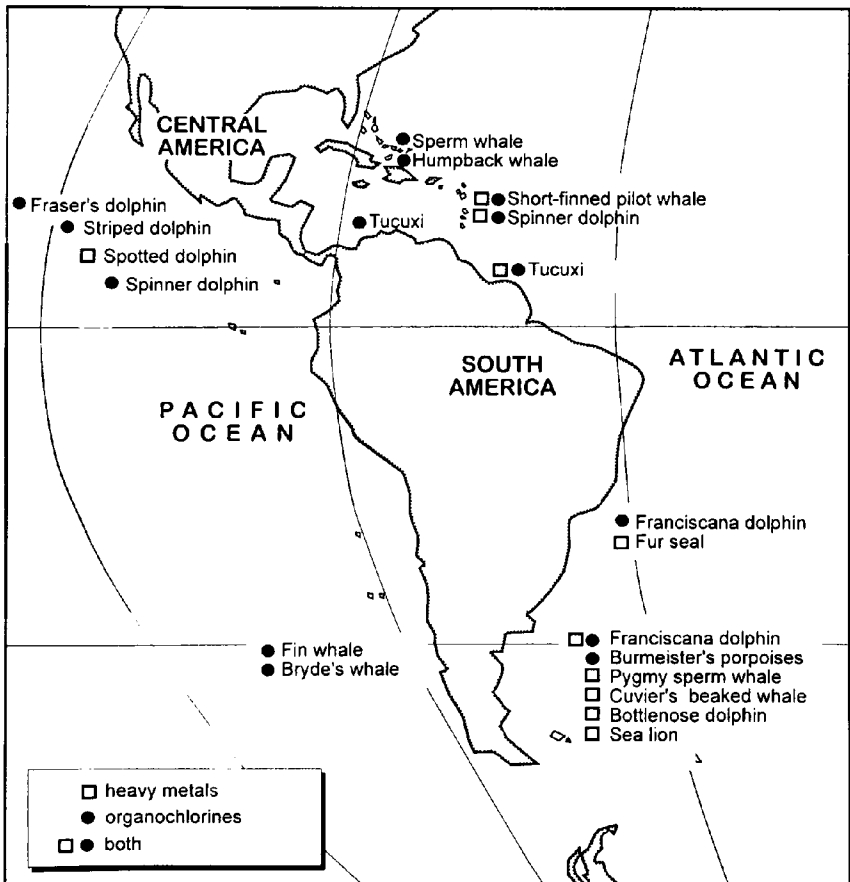 CENTRAL
AMERICA
Sperm whale
Humpback whale
Fraser's dolphin
Striped dolphin
Spotted dolphin
Spinner dolphin
Tucuxi
Short-finned pilot whale
Spinner dolphin
Tucuxi
SOUTH
AMERICA
ATLANTIC
OCEAN
PACIFIC
OCEAN
Franciscana dolphin
Fur seal
Fin whale
Bryde's whale
Franciscana dolphin
Burmeister's porpoises
Pygmy sperm whale
Cuvier's beaked whale
Bottlenose dolphin
Sea lion
heavy metals
organochlorines
both